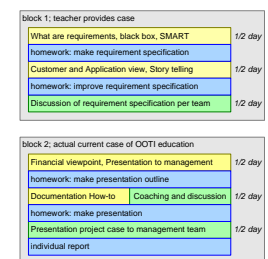 block 1; teacher provides case
What are requirements, black box, SMART 1/2 day
homework: make requirement specification
Customer and Application view, Story telling 1/2 day
homework: improve requirement specification
Discussion of requirement specification per team 1/2 day
block 2; actual current case of OOTI education
Financial viewpoint, Presentation to management 1/2 day
homework: make presentation outline
Documentation How-to Coaching and discussion 1/2 day
homework: make presentation
Presentation project case to management team 1/2 day
individual report